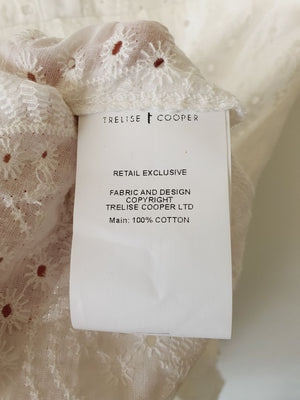 TRELISE COOPER
RETAIL EXCLUSIVE
FABRIC AND DESIGN
COPYRIGHT
TRELISE COOPER LTD
Main: 100% COTTON